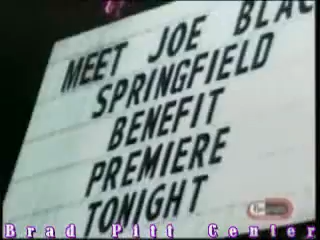 MEET JOE BLAC
SPRINGFIELD
BENEFIT
PREMIERE
TONIGHT
Brad Pitt Center